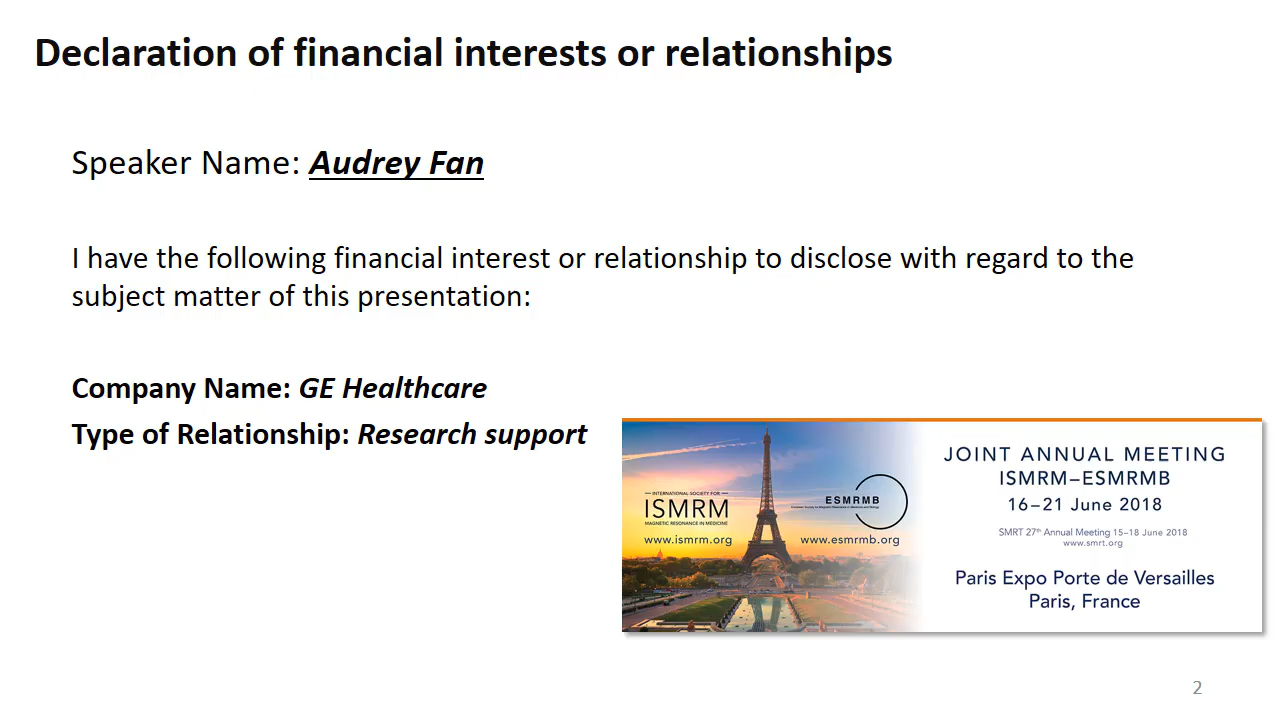 Declaration of financial interests or relationships
Speaker Name: Audrey Fan
I have the following financial interest or relationship to disclose with regard to the
subject matter of this presentation:
Company Name: GE Healthcare
Type of Relationship: Research support
INTERNATIONAL SOCIETY FOR
ISMRM
MAGNETIC RESONANCE IN MEDICINE
www.ismrm.org
ESMRMB
European Society for Magnetic Resonance in Medicine and Biology
www.esmrmb.org
JOINT ANNUAL MEETING
ISMRM–ESMRMB
16–21 June 2018
SMRT 27th Annual Meeting 15–18 June 2018
www.smrt.org
Paris Expo Porte de Versailles
Paris, France
2